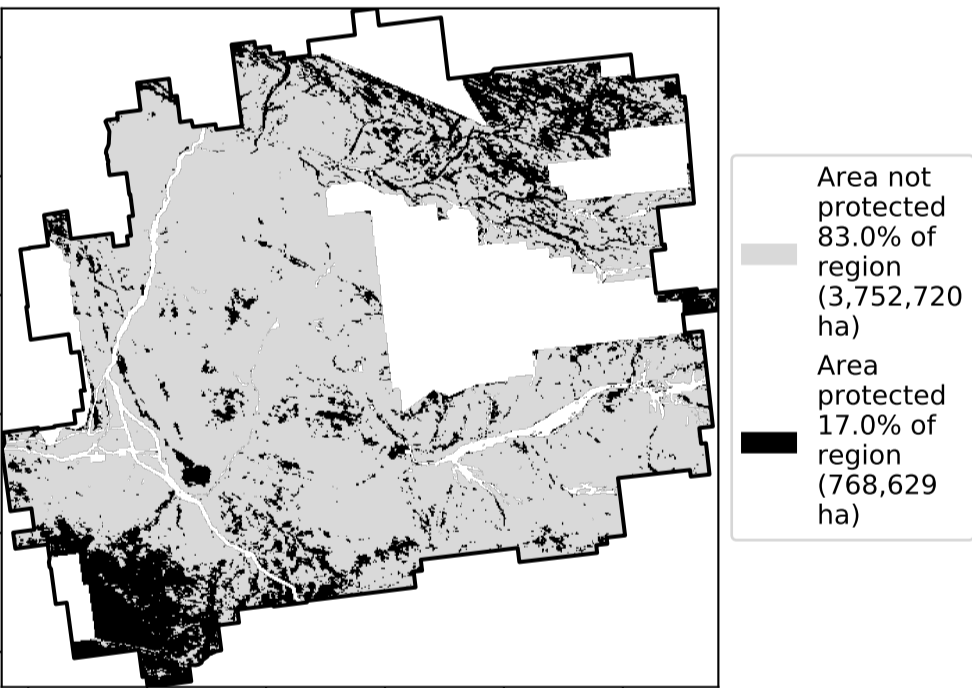 Area not
protected
83.0% of
region
(3,752,720
ha)
Area
protected
17.0% of
region
(768,629
ha)